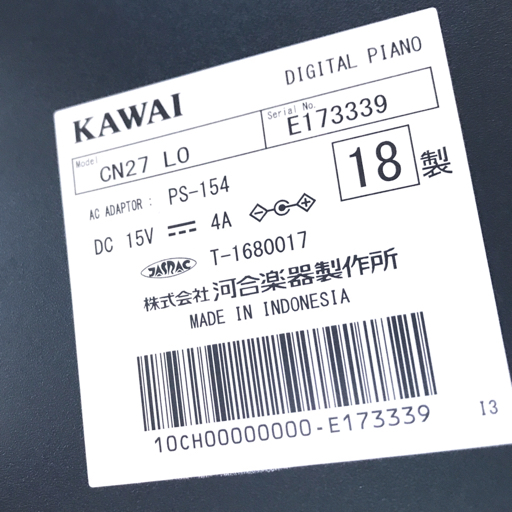 KAWAI DIGITAL PIANO
Model CN27 LO Serial No. E173339
AC ADAPTOR : PS-154 18 製
DC 15V 4A
JASRAC T-1680017
株式会社 河合楽器製作所
MADE IN INDONESIA
10CH00000000-E173339
I3